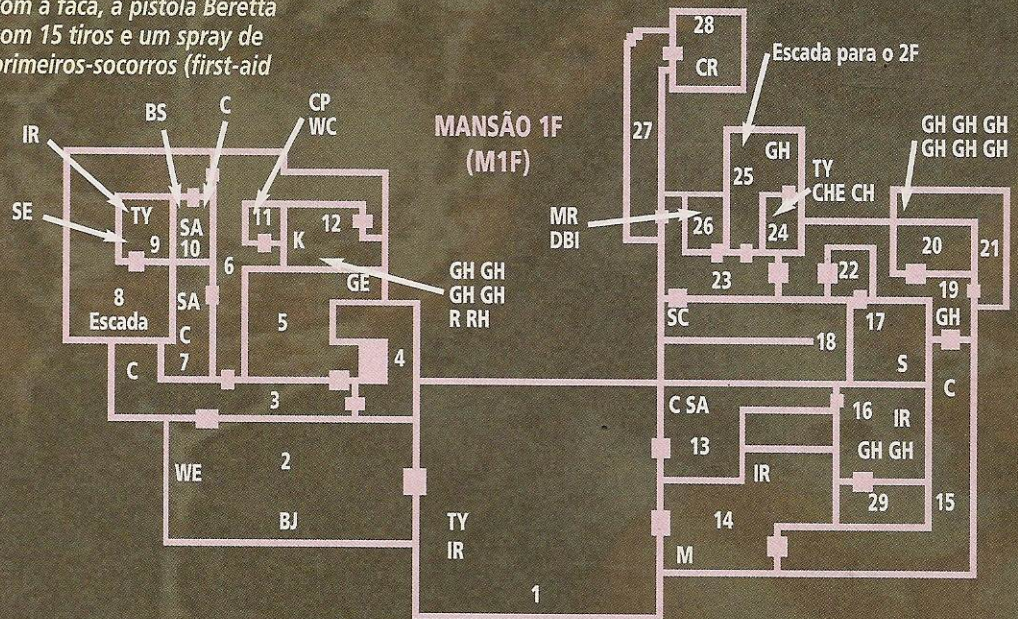 om a faca, a pistola Beretta
om 15 tiros e um spray de
rimeiros-socorros (first-aid
MANSÃO 1F
(M1F)
IR
BS
C
CP
WC
SE
TY
9
SA
10
6
11
K
12
8
Escada
SA
C
7
5
GE
GH GH
GH GH
R RH
C
3
4
WE
2
BJ
TY
IR
1
28
CR
Escada para o 2F
27
25
GH
TY
CHE CH
GH GH GH
GH GH GH
MR
DBI
26
24
20
21
23
22
19
SC
17
GH
18
S
C
C SA
13
16
IR
GH GH
IR
29
15
14
M